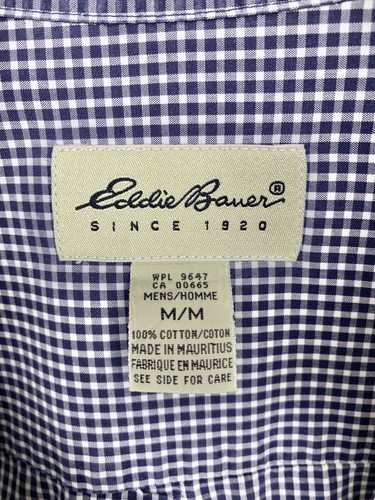 Eddie Bauer®
SINCE 1920
WPL 9647
CA 00665
MENS/HOMME
M/M
100% COTTON/COTON
MADE IN MAURITIUS
FABRIQUE EN MAURICE
SEE SIDE FOR CARE